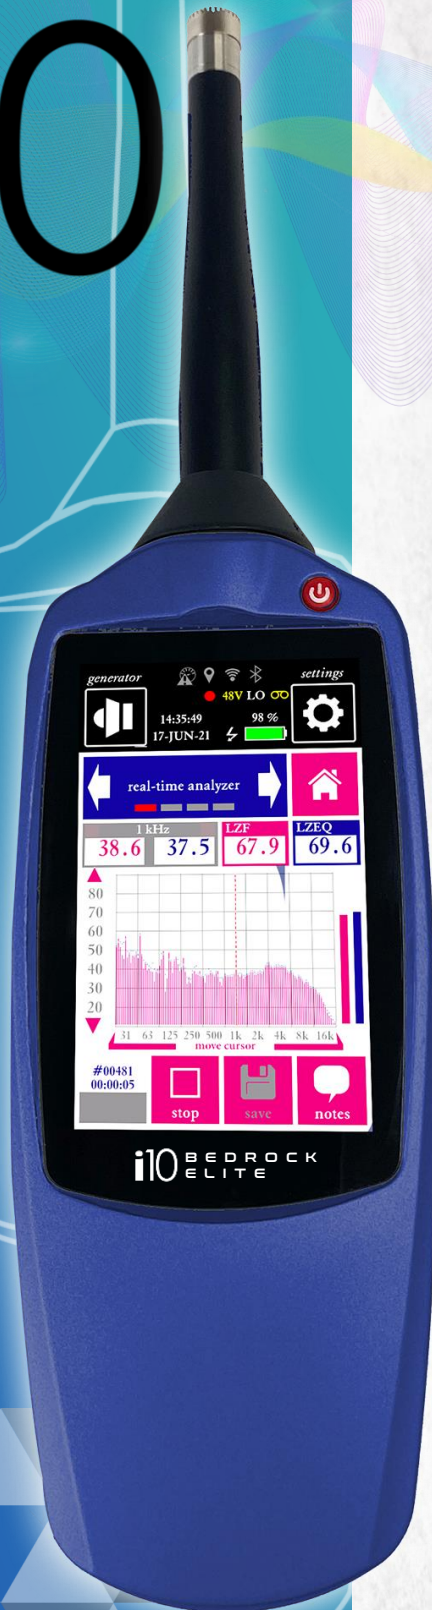 0
generator
settings
48V LO
14:35:49
98 %
17-JUN-21
real-time analyzer
1 kHz
LZF
LZEQ
38.6
37.5
67.9
69.6
80
70
60
50
40
30
20
31 63 125 250 500 1k 2k 4k 8k 16k
move cursor
#00481
00:00:05
stop
save
notes
i10 BEDROCK
ELITE